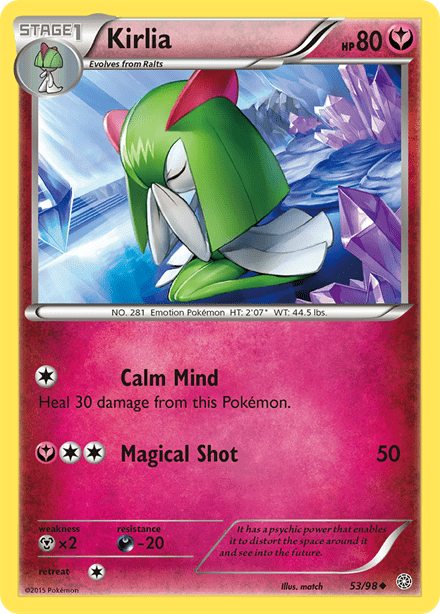 STAGE1
Kirlia
HP80
Evolves from Ralts
NO. 281 Emotion Pokémon HT: 2'07" WT: 44.5 lbs.
Calm Mind
Heal 30 damage from this Pokémon.
Magical Shot 50
weakness
×2
resistance
-20
retreat
It has a psychic power that enables
it to distort the space around it
and see into the future.
©2015 Pokémon
Illus. match
53/98